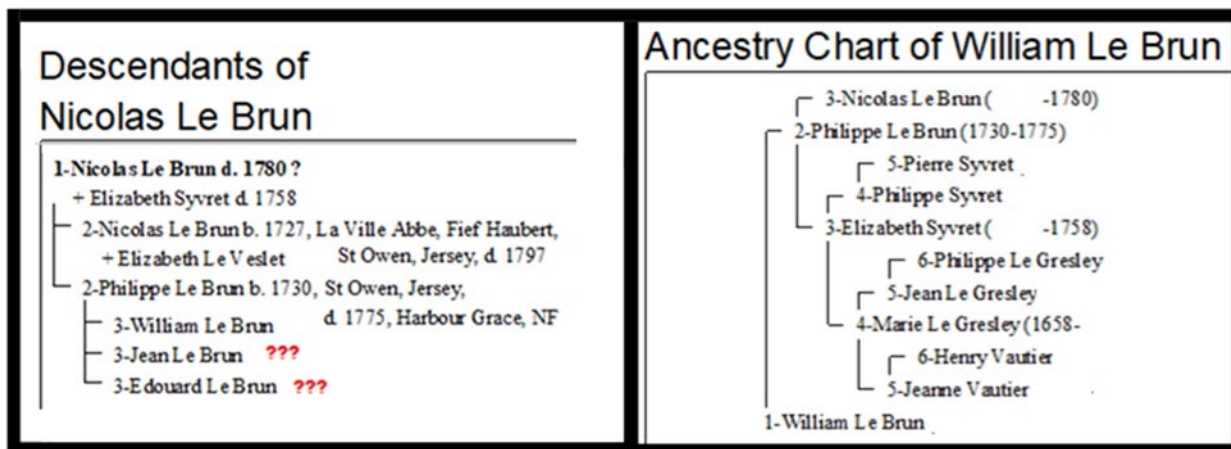 Descendants of
Nicolas Le Brun
1-Nicolas Le Brun d. 1780 ?
+ Elizabeth Syvret d. 1758
2-Nicolas Le Brun b. 1727, La Ville Abbe, Fief Haubert,
+ Elizabeth Le Veslet St Owen, Jersey, d. 1797
2-Philippe Le Brun b. 1730, St Owen, Jersey,
d. 1775, Harbour Grace, NF
3-William Le Brun
3-Jean Le Brun ???
3-Edouard Le Brun ???
Ancestry Chart of William Le Brun
3-Nicolas Le Brun ( -1780)
2-Philippe Le Brun (1730-1775)
5-Pierre Syvret
4-Philippe Syvret
3-Elizabeth Syvret ( -1758)
6-Philippe Le Gresley
5-Jean Le Gresley
4-Marie Le Gresley (1658-
6-Henry Vautier
5-Jeanne Vautier
1-William Le Brun